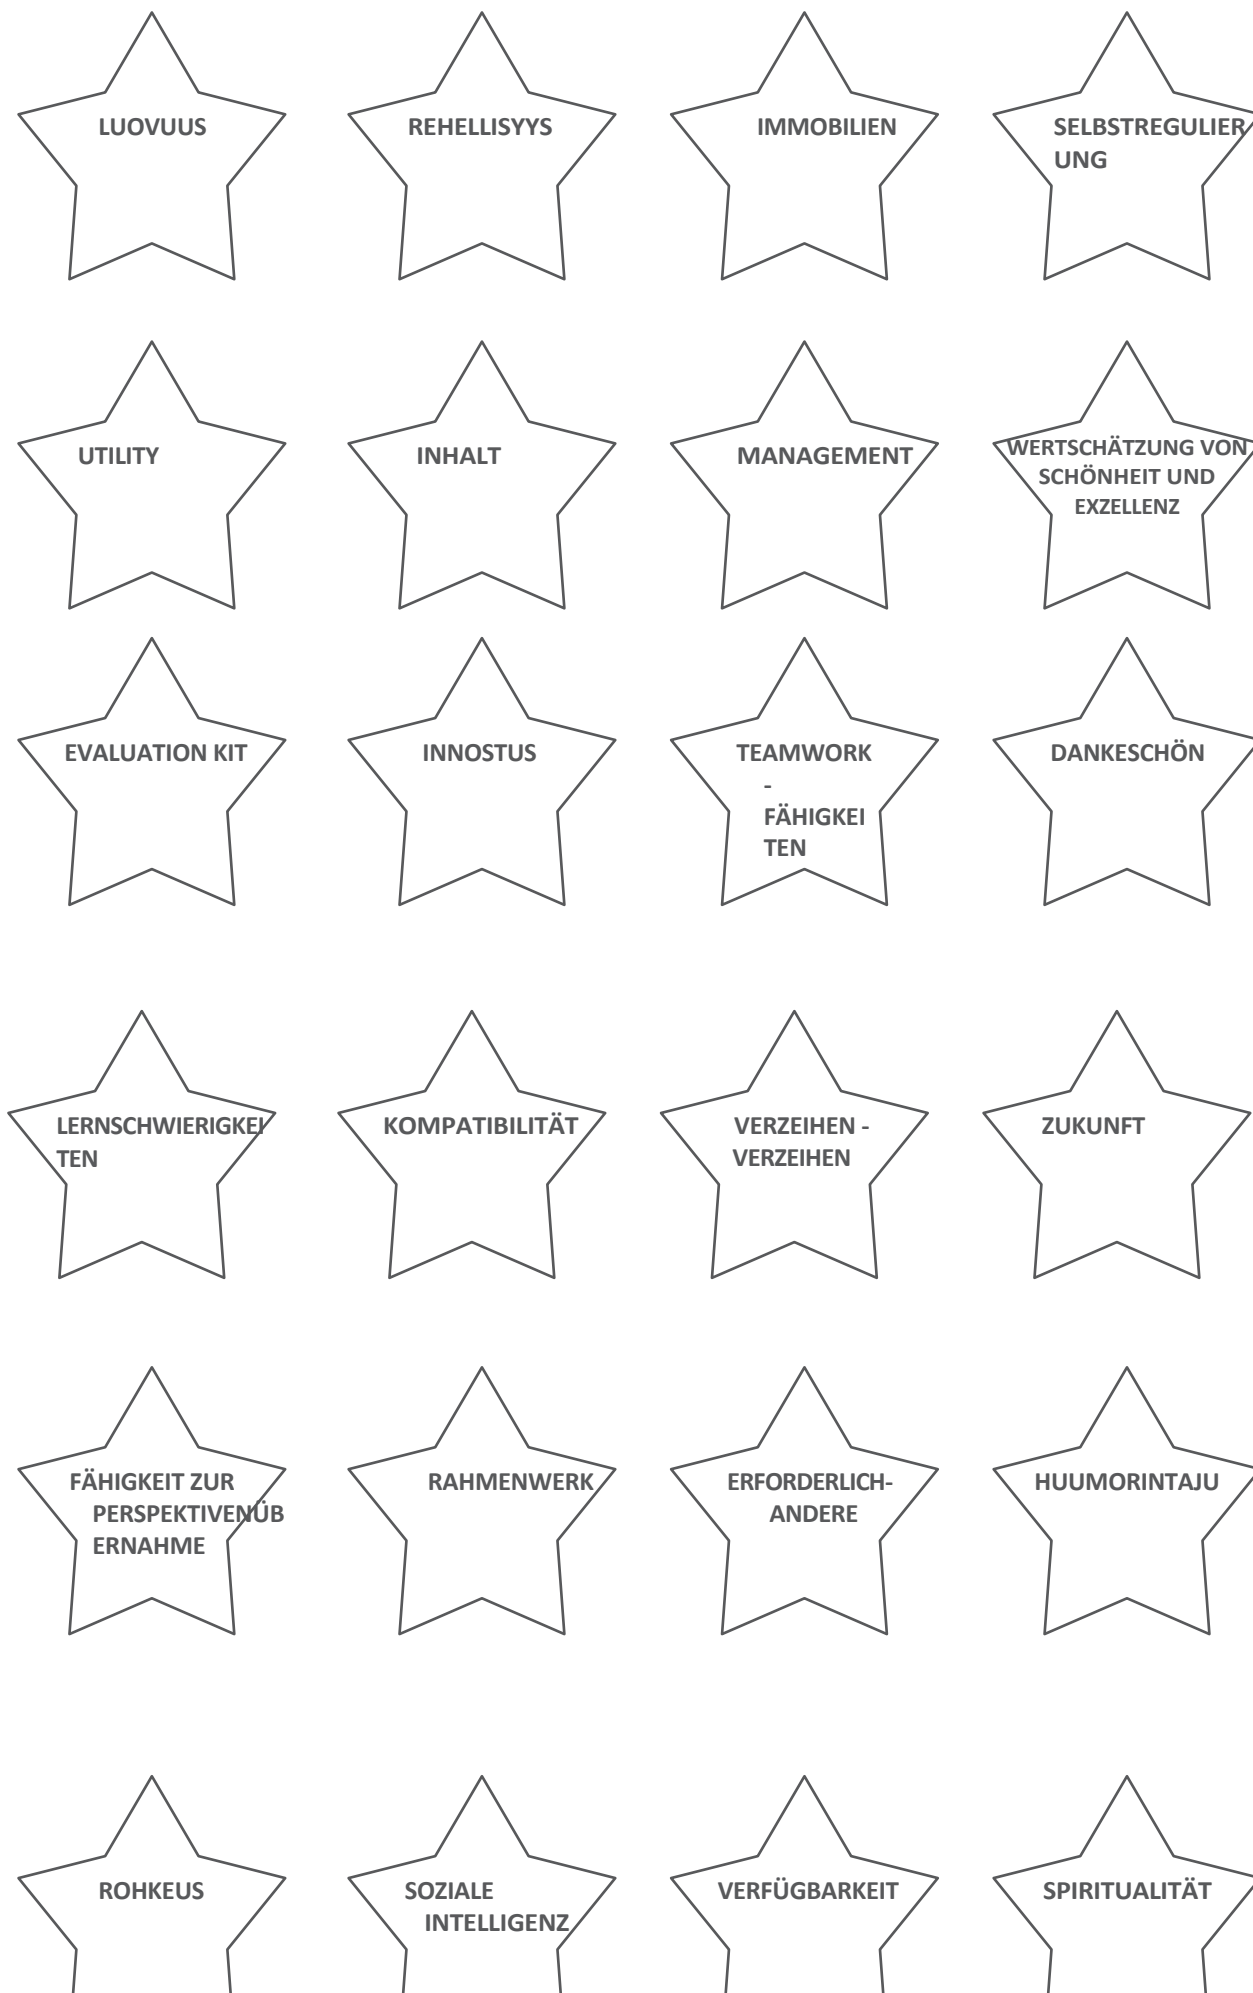 LUOVUUS
REHELLISYYS
IMMOBILIEN
SELBSTREGULIER
UNG
UTILITY
INHALT
MANAGEMENT
WERTSCHÄTZUNG VON
SCHÖNHEIT UND
EXZELLENZ
EVALUATION KIT
INNOSTUS
TEAMWORK
-
FÄHIGKEI
TEN
DANKESCHÖN
LERNSCHWIERIGKEI
TEN
KOMPATIBILITÄT
VERZEIHEN -
VERZEIHEN
ZUKUNFT
FÄHIGKEIT ZUR
PERSPEKTIVENÜB
ERNAHME
RAHMENWERK
ERFORDERLICH-
ANDERE
HUUMORINTAJU
ROHKEUS
SOZIALE
INTELLIGENZ
VERFÜGBARKEIT
SPIRITUALITÄT